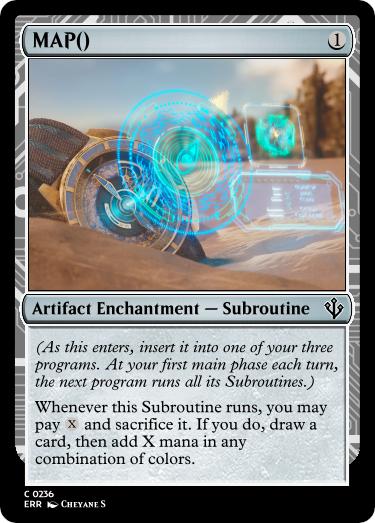 MAP() 1
Artifact Enchantment — Subroutine
(As this enters, insert it into one of your three
programs. At your first main phase each turn,
the next program runs all its Subroutines.)
Whenever this Subroutine runs, you may
pay X and sacrifice it. If you do, draw a
card, then add X mana in any
combination of colors.
C 0236
ERR CHEYANE S